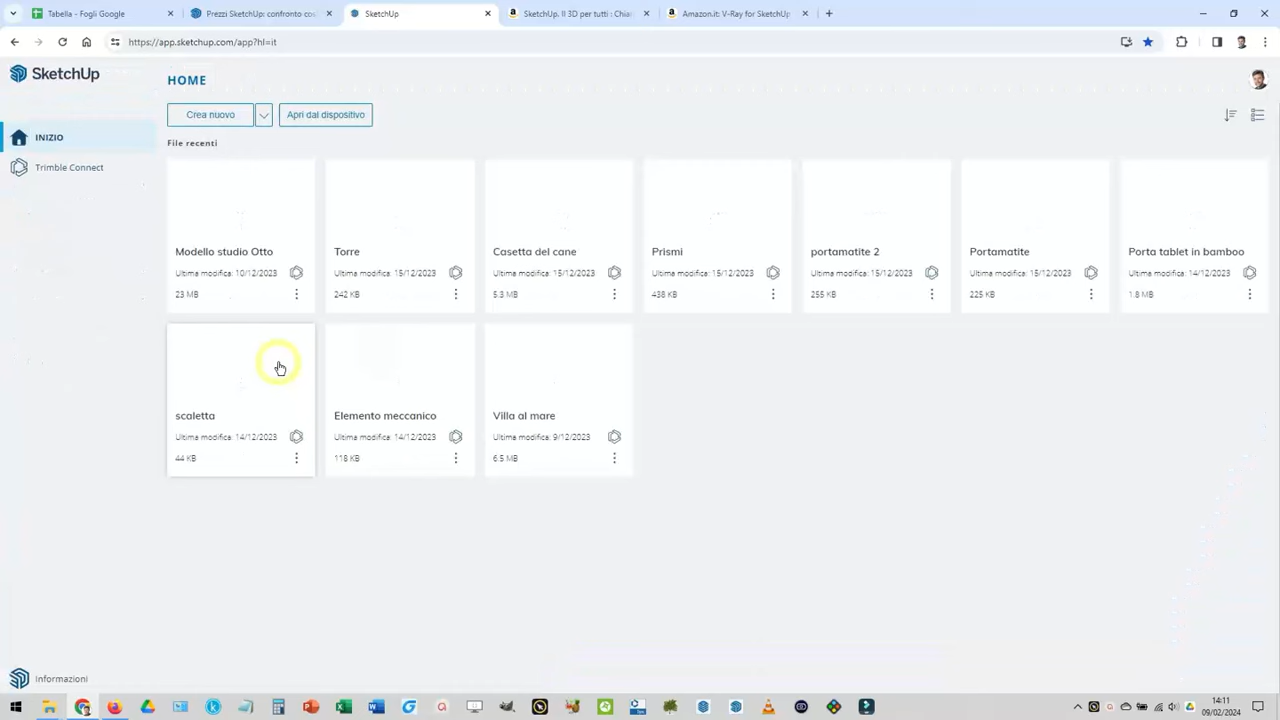 Tabella - Fogli Google
Prezzi SketchUp: confronto co
SketchUp
SketchUp. Il 3D per tutti : Chia
Amazon.it: V-Ray for SketchUp
https://app.sketchup.com/app?hl=it
SketchUp
HOME
Crea nuovo
Apri dal dispositivo
INIZIO
File recenti
Trimble Connect
Modello studio Otto
Torre
Casetta del cane
Prismi
portamatite 2
Portamatite
Porta tablet in bamboo
Ultima modifica: 10/12/2023
Ultima modifica: 15/12/2023
Ultima modifica: 15/12/2023
Ultima modifica: 15/12/2023
Ultima modifica: 15/12/2023
Ultima modifica: 15/12/2023
Ultima modifica: 14/12/2023
23 MB
242 KB
5.3 MB
438 KB
255 KB
225 KB
1.8 MB
scaletta
Elemento meccanico
Villa al mare
Ultima modifica: 14/12/2023
Ultima modifica: 14/12/2023
Ultima modifica: 9/12/2023
44 KB
118 KB
6.5 MB
Informazioni
14:11
09/02/2024